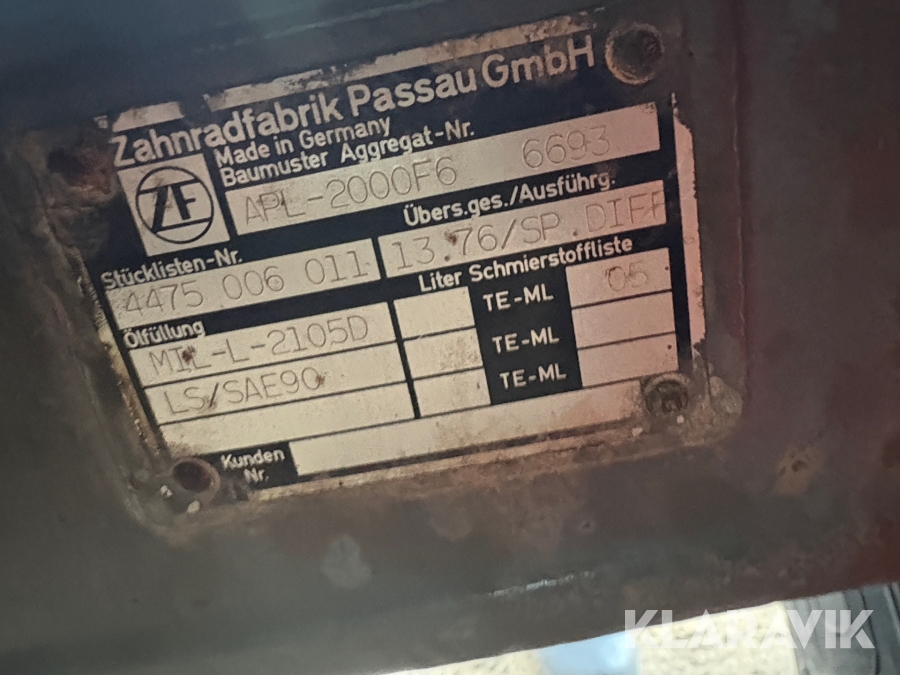 Zahnradfabrik Passau GmbH
Made in Germany
Baumuster Aggregat-Nr.
ZF
APL-2000F6 6693
Stücklisten-Nr. Übers.ges./Ausführg.
4475 006 011 13.76/SP.DIFF
Ölfüllung Liter Schmierstoffliste
MIL-L-2105D TE-ML 05
LS/SAE90 TE-ML
TE-ML
Kunden
Nr.
KLARAVIK